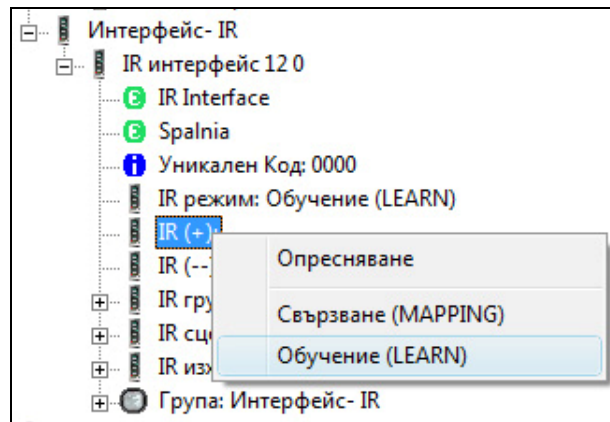 Интерфейс- IR
IR интерфейс 12 0
IR Interface
Spalnia
Уникален Код: 0000
IR режим: Обучение (LEARN)
IR (+):
IR (--)
IR гру
IR сце
IR изх
Група: Интерфейс- IR
Опресняване
Свързване (MAPPING)
Обучение (LEARN)